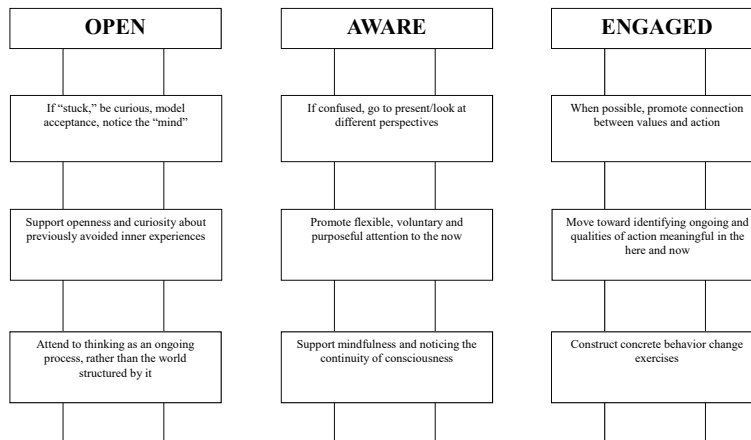 OPEN
If “stuck,” be curious, model
acceptance, notice the “mind”
Support openness and curiosity about
previously avoided inner experiences
Attend to thinking as an ongoing
process, rather than the world
structured by it
AWARE
If confused, go to present/look at
different perspectives
Promote flexible, voluntary and
purposeful attention to the now
Support mindfulness and noticing the
continuity of consciousness
ENGAGED
When possible, promote connection
between values and action
Move toward identifying ongoing and
qualities of action meaningful in the
here and now
Construct concrete behavior change
exercises